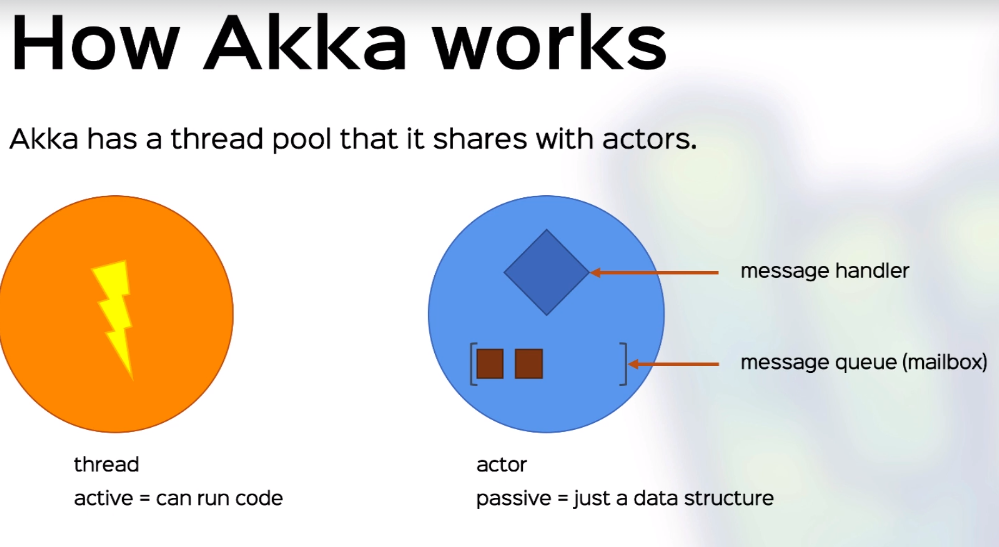 How Akka works
Akka has a thread pool that it shares with actors.
message handler
message queue (mailbox)
thread
active = can run code
actor
passive = just a data structure